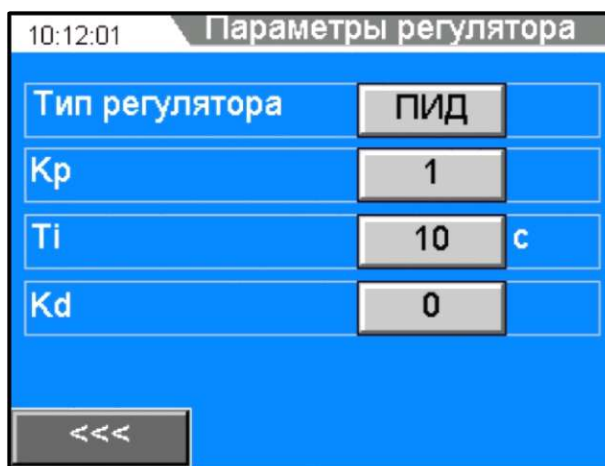 10:12:01 Параметры регулятора
Тип регулятора ПИД
Kp 1
Ti 10 с
Kd 0
<<<